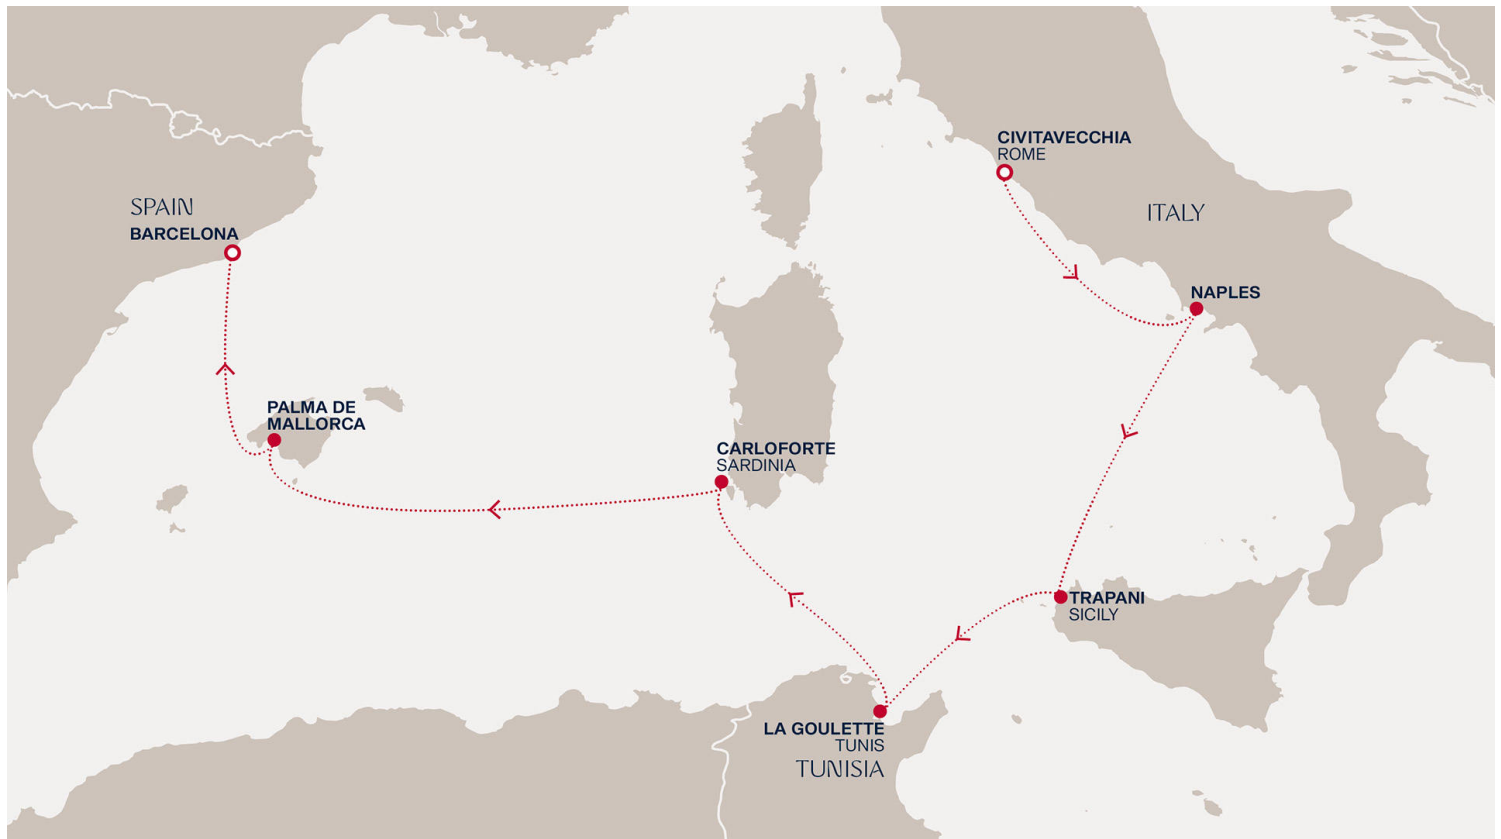 CIVITAVECCHIA
ROME
SPAIN
ITALY
BARCELONA
NAPLES
PALMA DE
MALLORCA
CARLOFORTE
SARDINIA
TRAPANI
SICILY
LA GOULETTE
TUNIS
TUNISIA